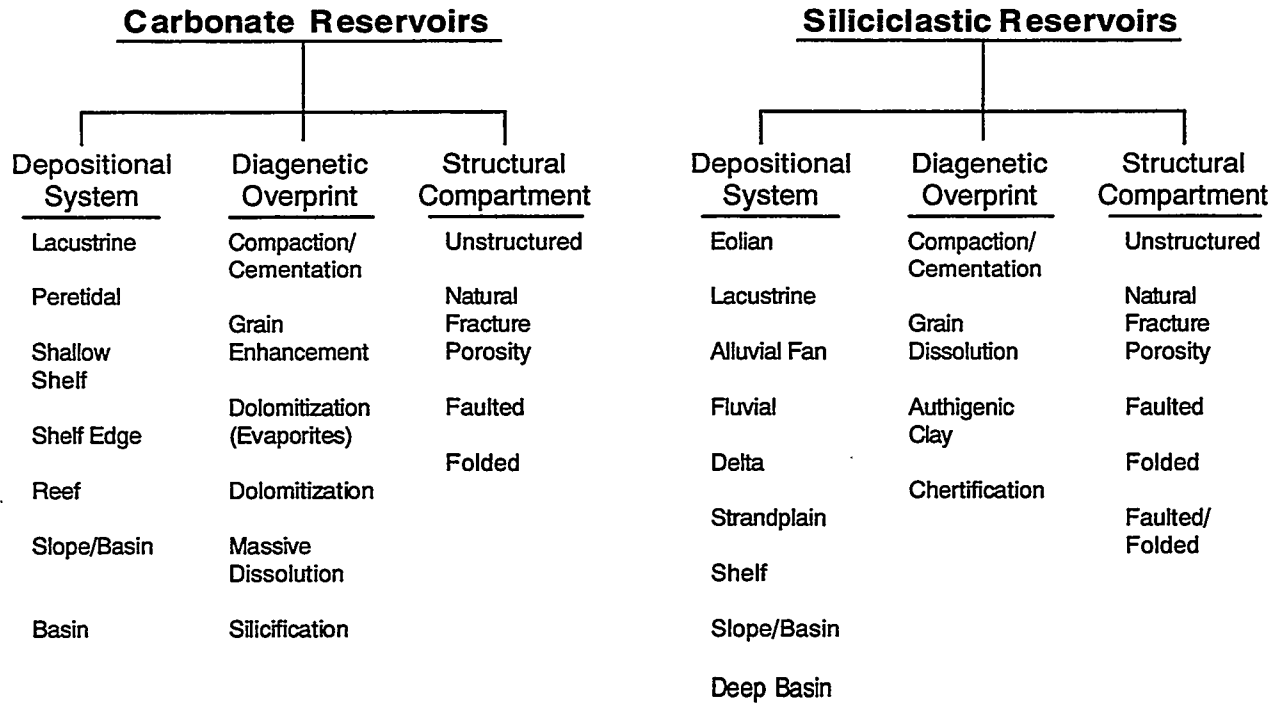 Carbonate Reservoirs
Depositional
System
Lacustrine
Peretidal
Shallow
Shelf
Shelf Edge
Reef
Slope/Basin
Basin
Diagenetic
Overprint
Compaction/
Cementation
Grain
Enhancement
Dolomitization
(Evaporites)
Dolomitization
Massive
Dissolution
Silicification
Structural
Compartment
Unstructured
Natural
Fracture
Porosity
Faulted
Folded
Siliciclastic Reservoirs
Depositional
System
Eolian
Lacustrine
Alluvial Fan
Fluvial
Delta
Strandplain
Shelf
Slope/Basin
Deep Basin
Diagenetic
Overprint
Compaction/
Cementation
Grain
Dissolution
Authigenic
Clay
Chertification
Structural
Compartment
Unstructured
Natural
Fracture
Porosity
Faulted
Folded
Faulted/
Folded